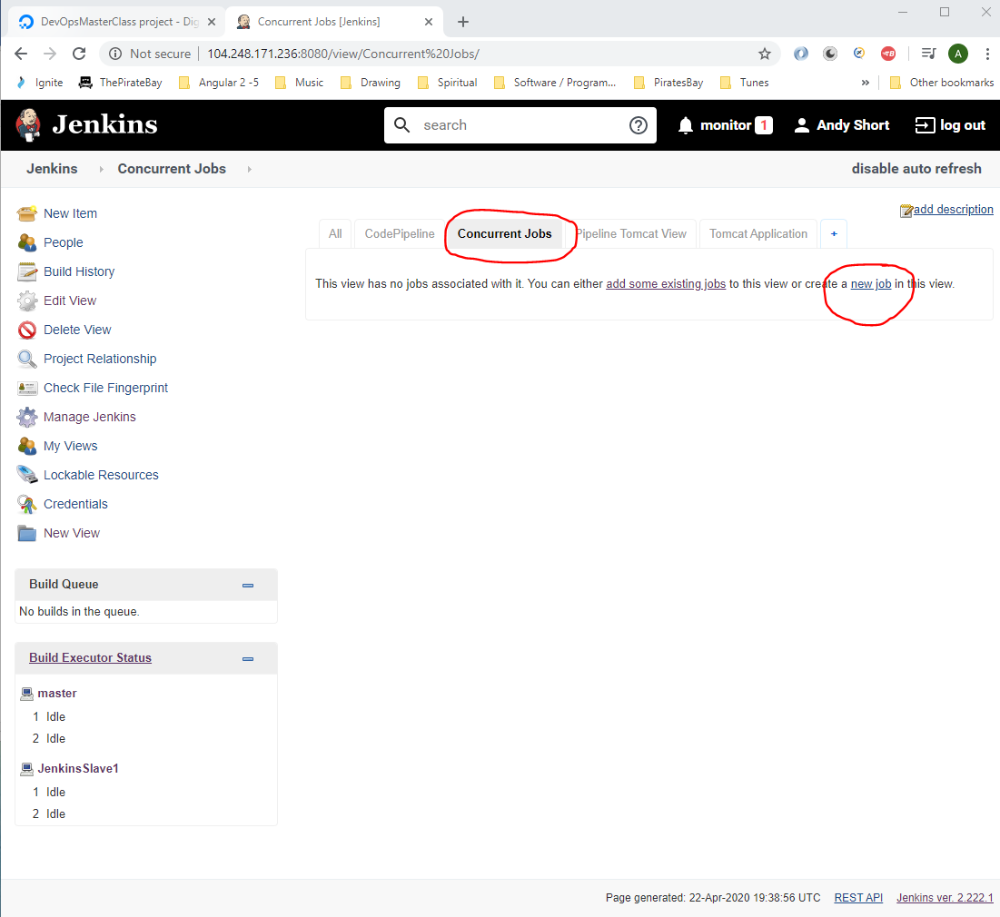 DevOpsMasterClass project - Dig
Concurrent Jobs [Jenkins]
Not secure 104.248.171.236:8080/view/Concurrent%20Jobs/
A
Ignite ThePirateBay Angular 2 -5 Music Drawing Spiritual Software / Program... PiratesBay Tunes » Other bookmarks
Jenkins search monitor 1 Andy Short log out
Jenkins Concurrent Jobs disable auto refresh
add description
New Item
People
Build History
Edit View
Delete View
Project Relationship
Check File Fingerprint
Manage Jenkins
My Views
Lockable Resources
Credentials
New View
All CodePipeline Concurrent Jobs Pipeline Tomcat View Tomcat Application +
This view has no jobs associated with it. You can either add some existing jobs to this view or create a new job in this view.
Build Queue
No builds in the queue.
Build Executor Status
master
1 Idle
2 Idle
JenkinsSlave1
1 Idle
2 Idle
Page generated: 22-Apr-2020 19:38:56 UTC REST API Jenkins ver. 2.222.1